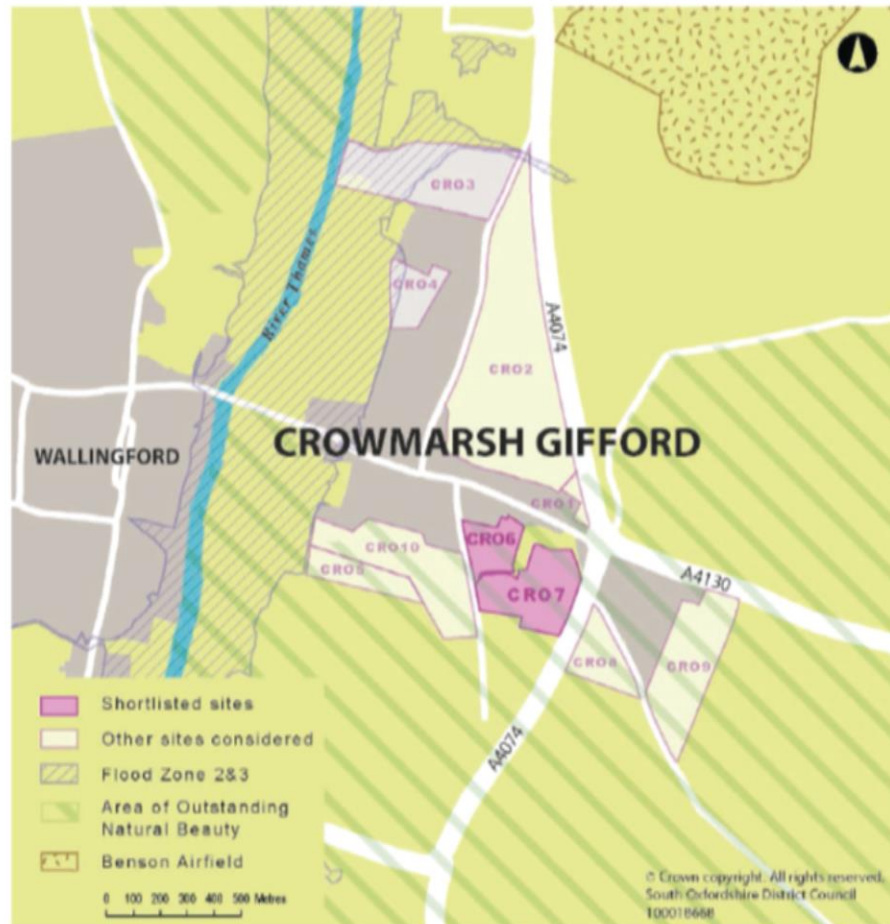 CRO3
CRO4
River Thames
A4074
CRO2
CROWMARSH GIFFORD
WALLINGFORD
CRO1
CRO6
CRO10
CRO5
CRO7
A4130
CRO8
CRO9
A4074
Shortlisted sites
Other sites considered
Flood Zone 2&3
Area of Outstanding
Natural Beauty
Benson Airfield
0 100 200 300 400 500 Metres
© Crown copyright. All rights reserved.
South Oxfordshire District Council
100018668